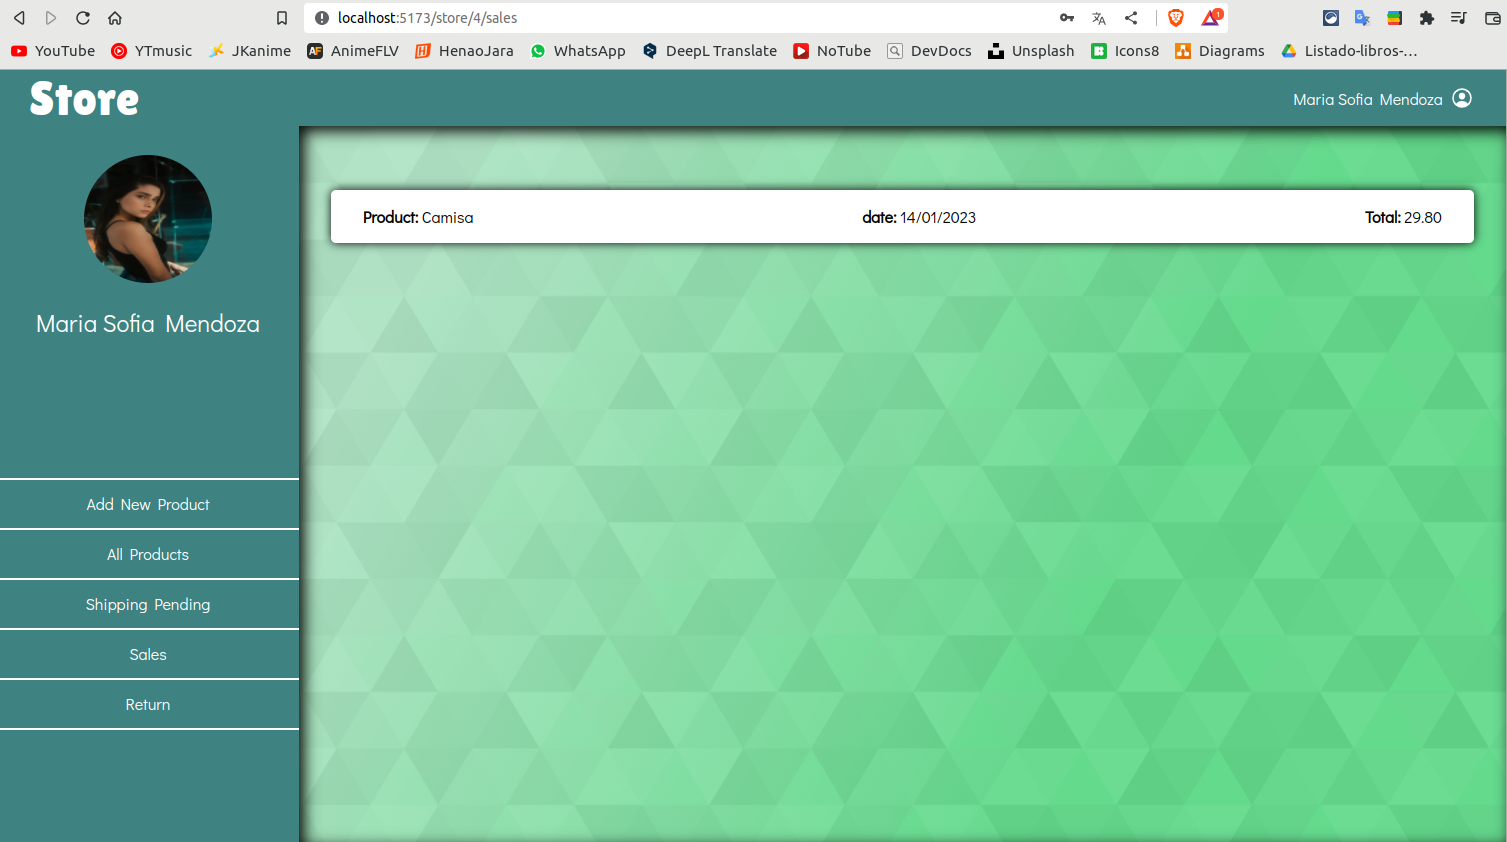 localhost:5173/store/4/sales
1
YouTube YTmusic JKanime AnimeFLV HenaoJara WhatsApp DeepL Translate NoTube DevDocs Unsplash Icons8 Diagrams Listado-libros-...
Store
Maria Sofia Mendoza
Maria Sofia Mendoza
Product: Camisa date: 14/01/2023 Total: 29.80
Add New Product
All Products
Shipping Pending
Sales
Return